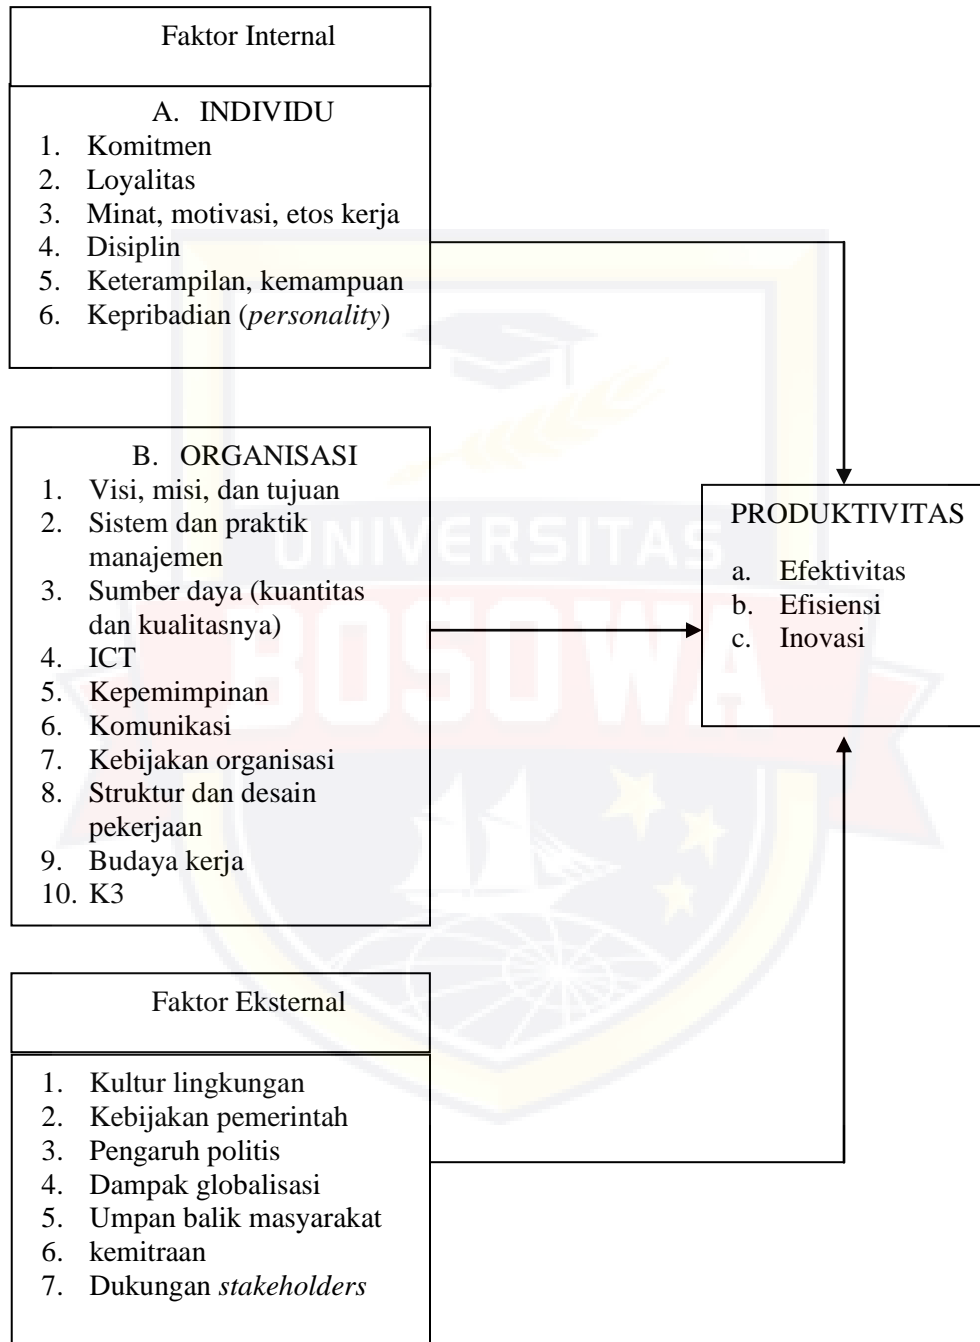 Faktor Internal
A. INDIVIDU
1. Komitmen
2. Loyalitas
3. Minat, motivasi, etos kerja
4. Disiplin
5. Keterampilan, kemampuan
6. Kepribadian (personality)
B. ORGANISASI
1. Visi, misi, dan tujuan
2. Sistem dan praktik
manajemen
3. Sumber daya (kuantitas
dan kualitasnya)
4. ICT
5. Kepemimpinan
6. Komunikasi
7. Kebijakan organisasi
8. Struktur dan desain
pekerjaan
9. Budaya kerja
10. K3
Faktor Eksternal
1. Kultur lingkungan
2. Kebijakan pemerintah
3. Pengaruh politis
4. Dampak globalisasi
5. Umpan balik masyarakat
6. kemitraan
7. Dukungan stakeholders
PRODUKTIVITAS
a. Efektivitas
b. Efisiensi
c. Inovasi
UNIVERSITAS
BOSOWA